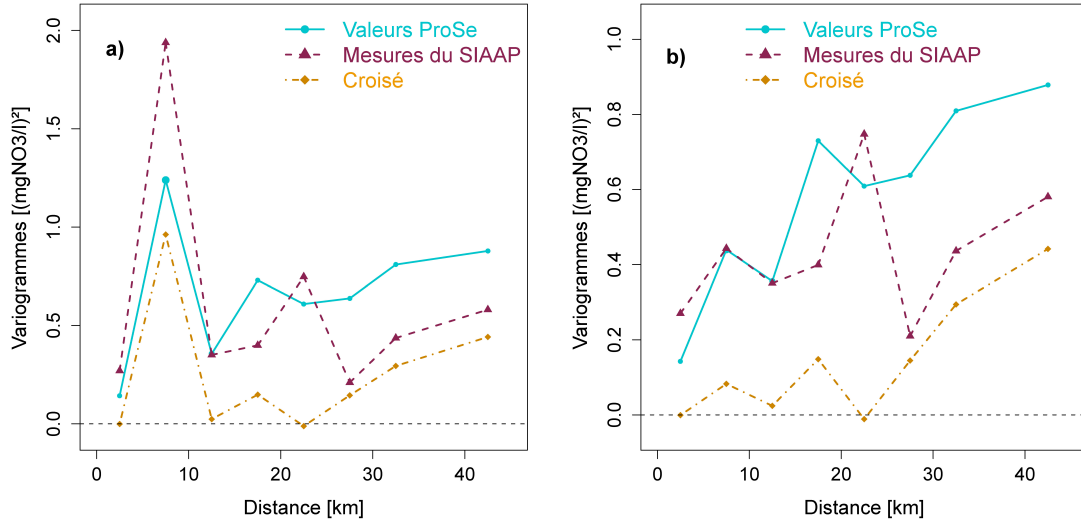 a)
Valeurs ProSe
Mesures du SIAAP
Croisé
Variogrammes [(mgNO3/l)²]
2.0
1.5
1.0
0.5
0.0
0 10 20 30 40
Distance [km]
b)
Valeurs ProSe
Mesures du SIAAP
Croisé
Variogrammes [(mgNO3/l)²]
1.0
0.8
0.6
0.4
0.2
0.0
0 10 20 30 40
Distance [km]